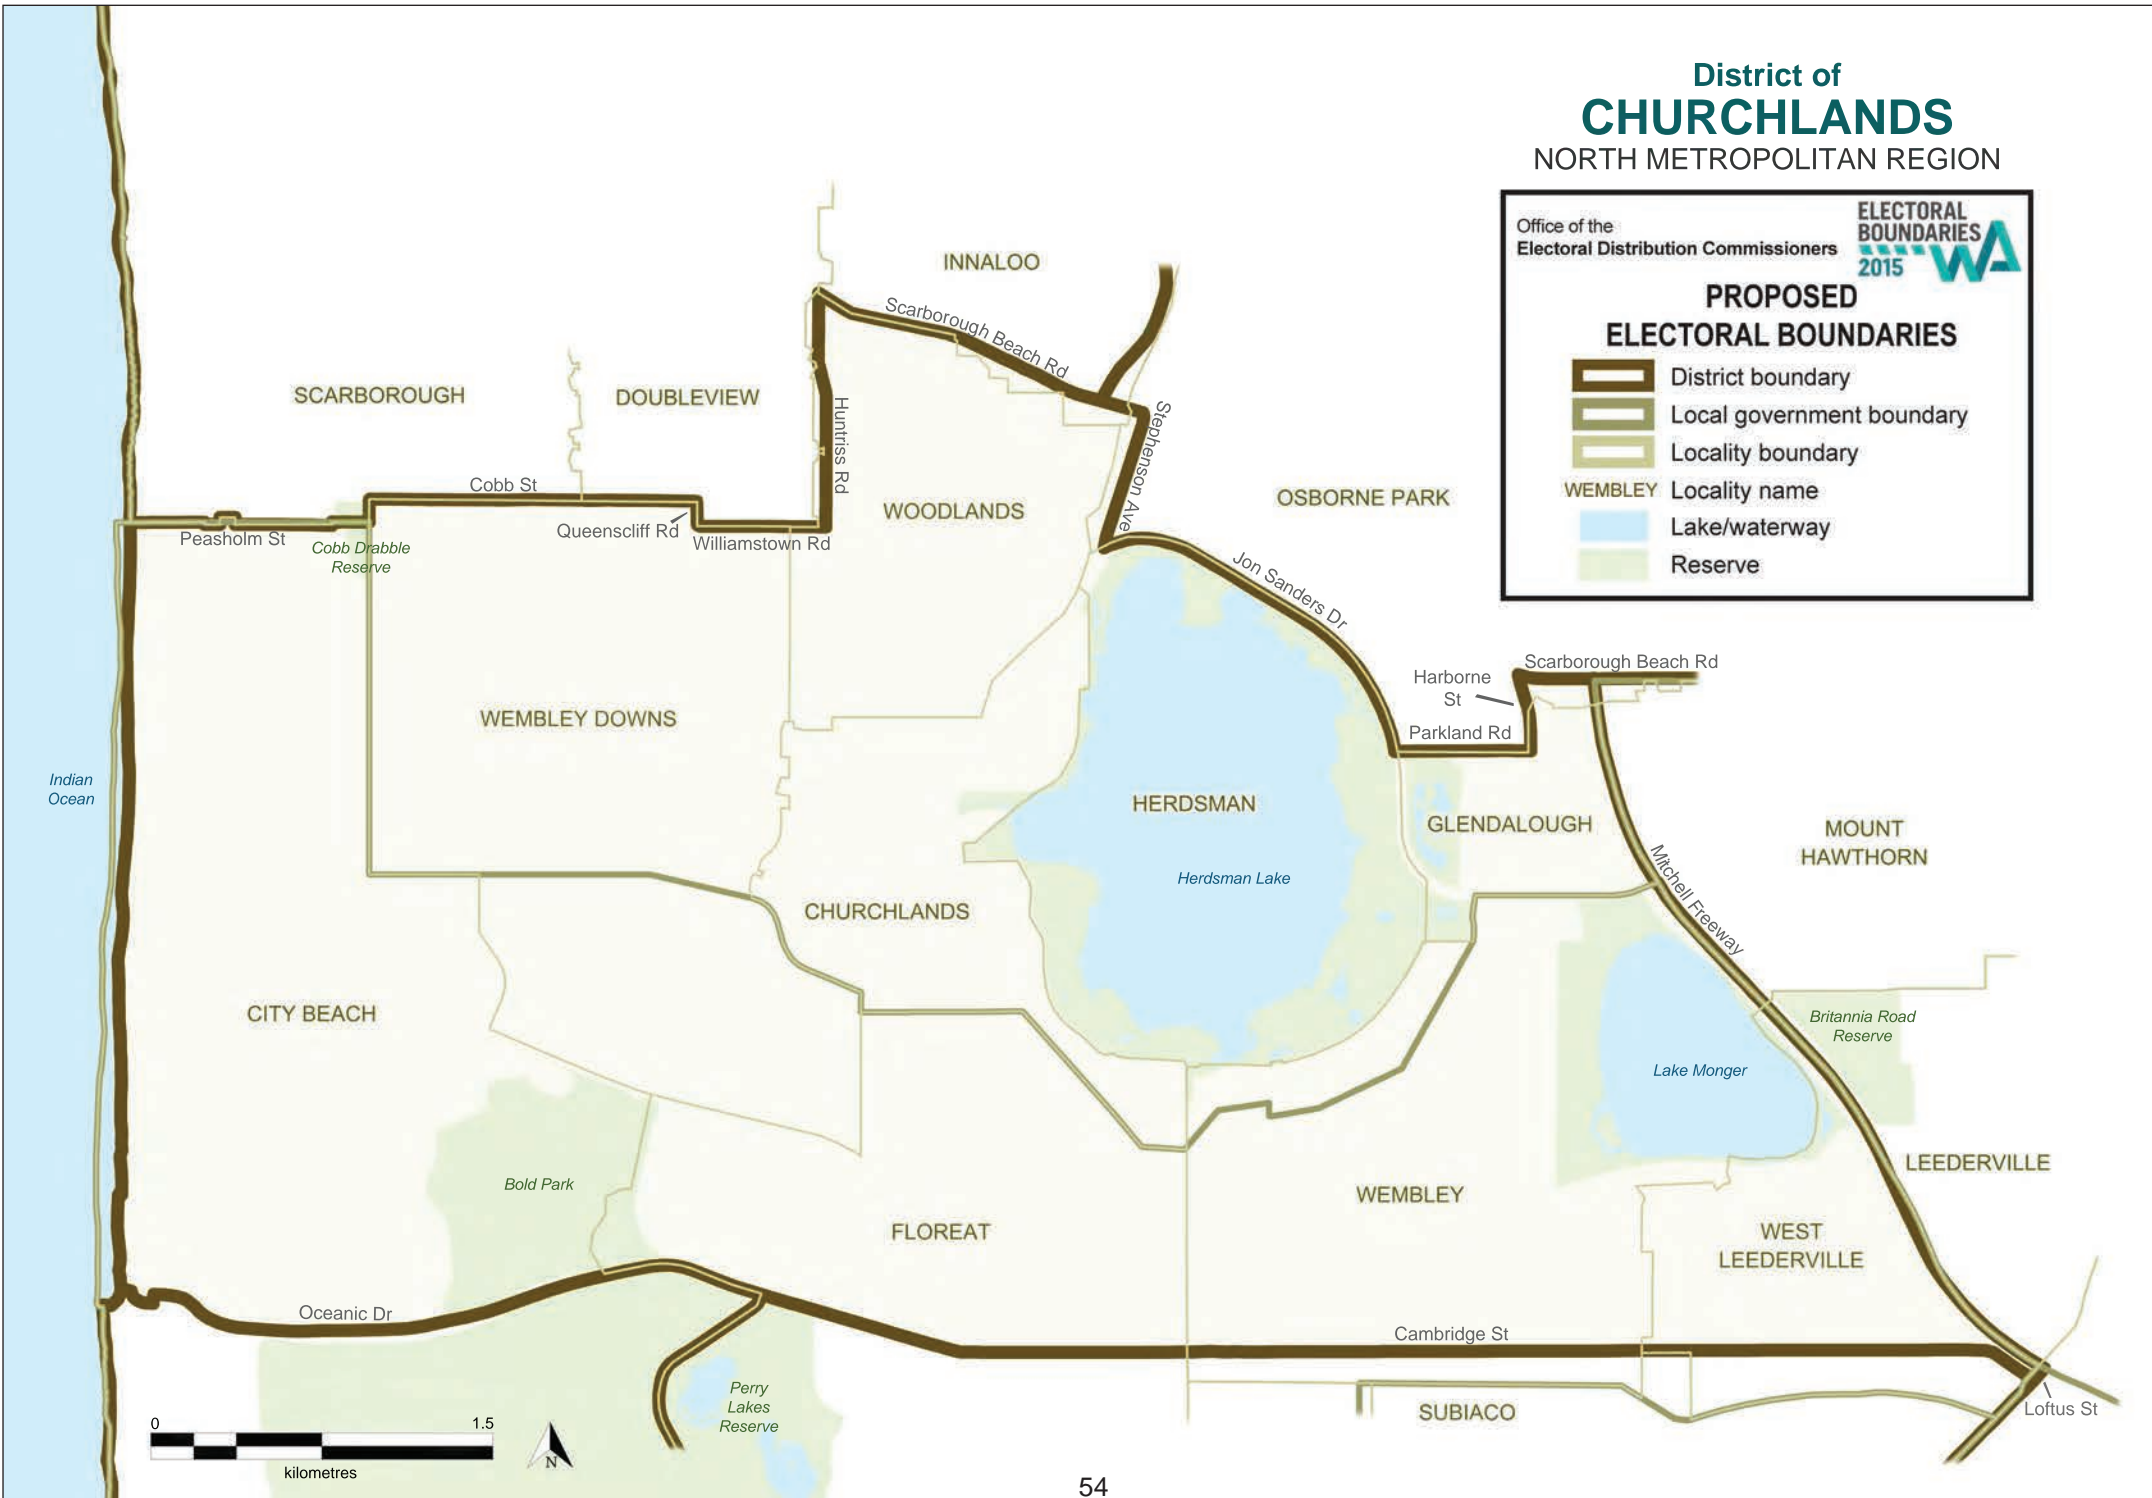 District of
CHURCHLANDS
NORTH METROPOLITAN REGION
Office of the
Electoral Distribution Commissioners
ELECTORAL
BOUNDARIES
2015
WA
PROPOSED
ELECTORAL BOUNDARIES
District boundary
Local government boundary
Locality boundary
WEMBLEY Locality name
Lake/waterway
Reserve
INNALOO
Scarborough Beach Rd
SCARBOROUGH
DOUBLEVIEW
Huntriss Rd
Stephenson Ave
Cobb St
WOODLANDS
OSBORNE PARK
Peasholm St
Queenscliff Rd
Williamstown Rd
Cobb Drabble
Reserve
Jon Sanders Dr
Scarborough Beach Rd
Harborne
St
Parkland Rd
WEMBLEY DOWNS
Indian
Ocean
HERDSMAN
GLENDALOUGH
MOUNT
HAWTHORN
Herdsman Lake
Mitchell Freeway
CHURCHLANDS
CITY BEACH
Britannia Road
Reserve
Lake Monger
LEEDERVILLE
Bold Park
WEMBLEY
FLOREAT
WEST
LEEDERVILLE
Oceanic Dr
Cambridge St
Perry
Lakes
Reserve
SUBIACO
Loftus St
0 1.5
kilometres
N
54